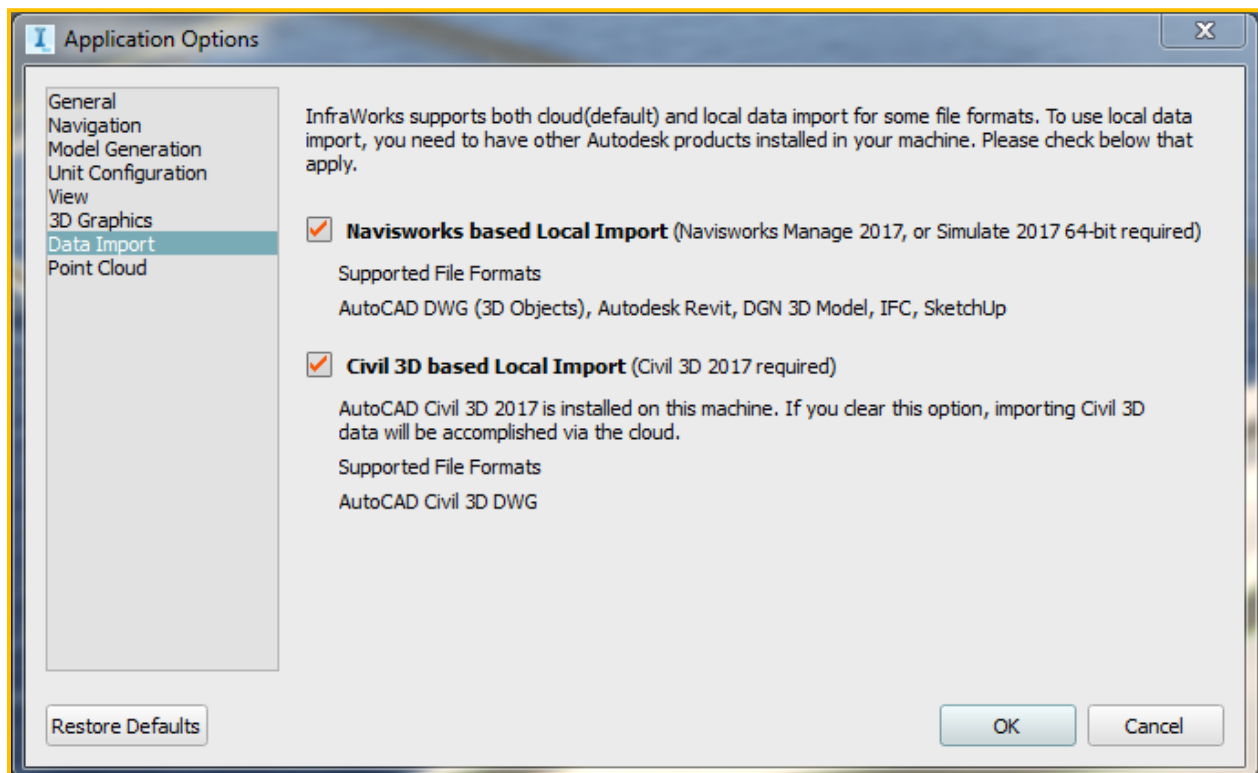 Application Options
General
Navigation
Model Generation
Unit Configuration
View
3D Graphics
Data Import
Point Cloud
InfraWorks supports both cloud(default) and local data import for some file formats. To use local data
import, you need to have other Autodesk products installed in your machine. Please check below that
apply.
Navisworks based Local Import (Navisworks Manage 2017, or Simulate 2017 64-bit required)
Supported File Formats
AutoCAD DWG (3D Objects), Autodesk Revit, DGN 3D Model, IFC, SketchUp
Civil 3D based Local Import (Civil 3D 2017 required)
AutoCAD Civil 3D 2017 is installed on this machine. If you clear this option, importing Civil 3D
data will be accomplished via the cloud.
Supported File Formats
AutoCAD Civil 3D DWG
Restore Defaults
OK
Cancel